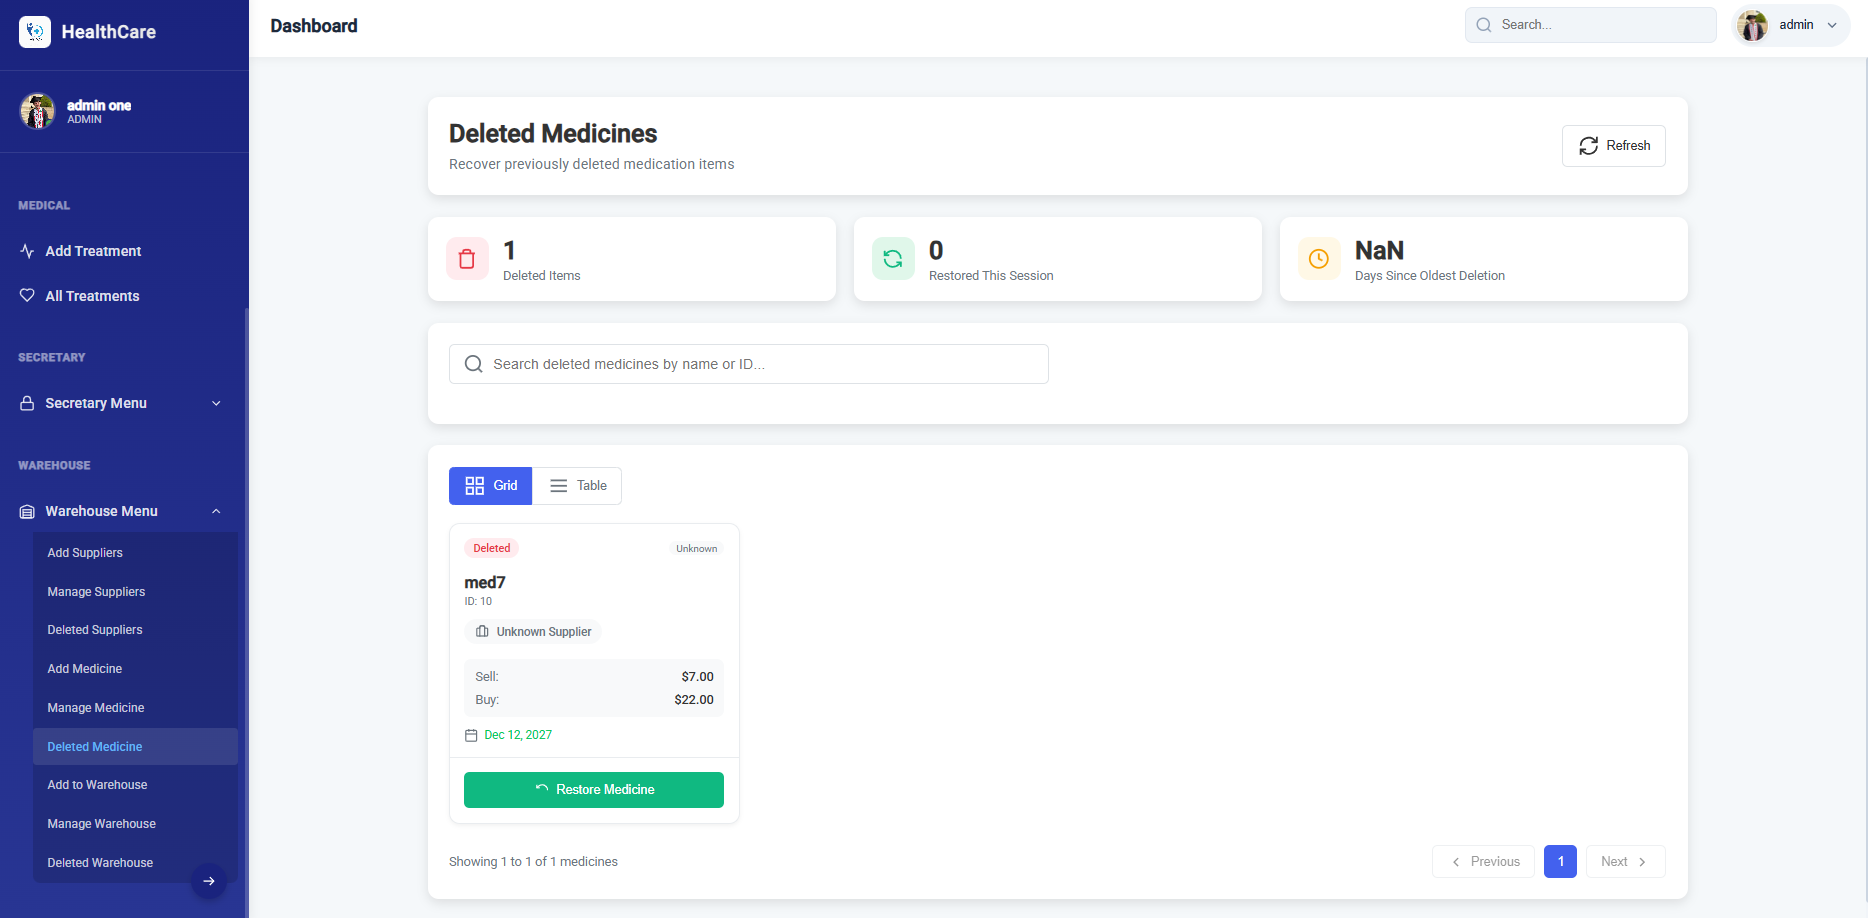 HealthCare
Dashboard
Search...
admin
admin one
ADMIN
MEDICAL
Add Treatment
All Treatments
SECRETARY
Secretary Menu
WAREHOUSE
Warehouse Menu
Add Suppliers
Manage Suppliers
Deleted Suppliers
Add Medicine
Manage Medicine
Deleted Medicine
Add to Warehouse
Manage Warehouse
Deleted Warehouse
Deleted Medicines
Recover previously deleted medication items
Refresh
1
Deleted Items
0
Restored This Session
NaN
Days Since Oldest Deletion
Search deleted medicines by name or ID...
Grid
Table
Deleted
Unknown
med7
ID: 10
Unknown Supplier
Sell: $7.00
Buy: $22.00
Dec 12, 2027
Restore Medicine
Showing 1 to 1 of 1 medicines
Previous
1
Next